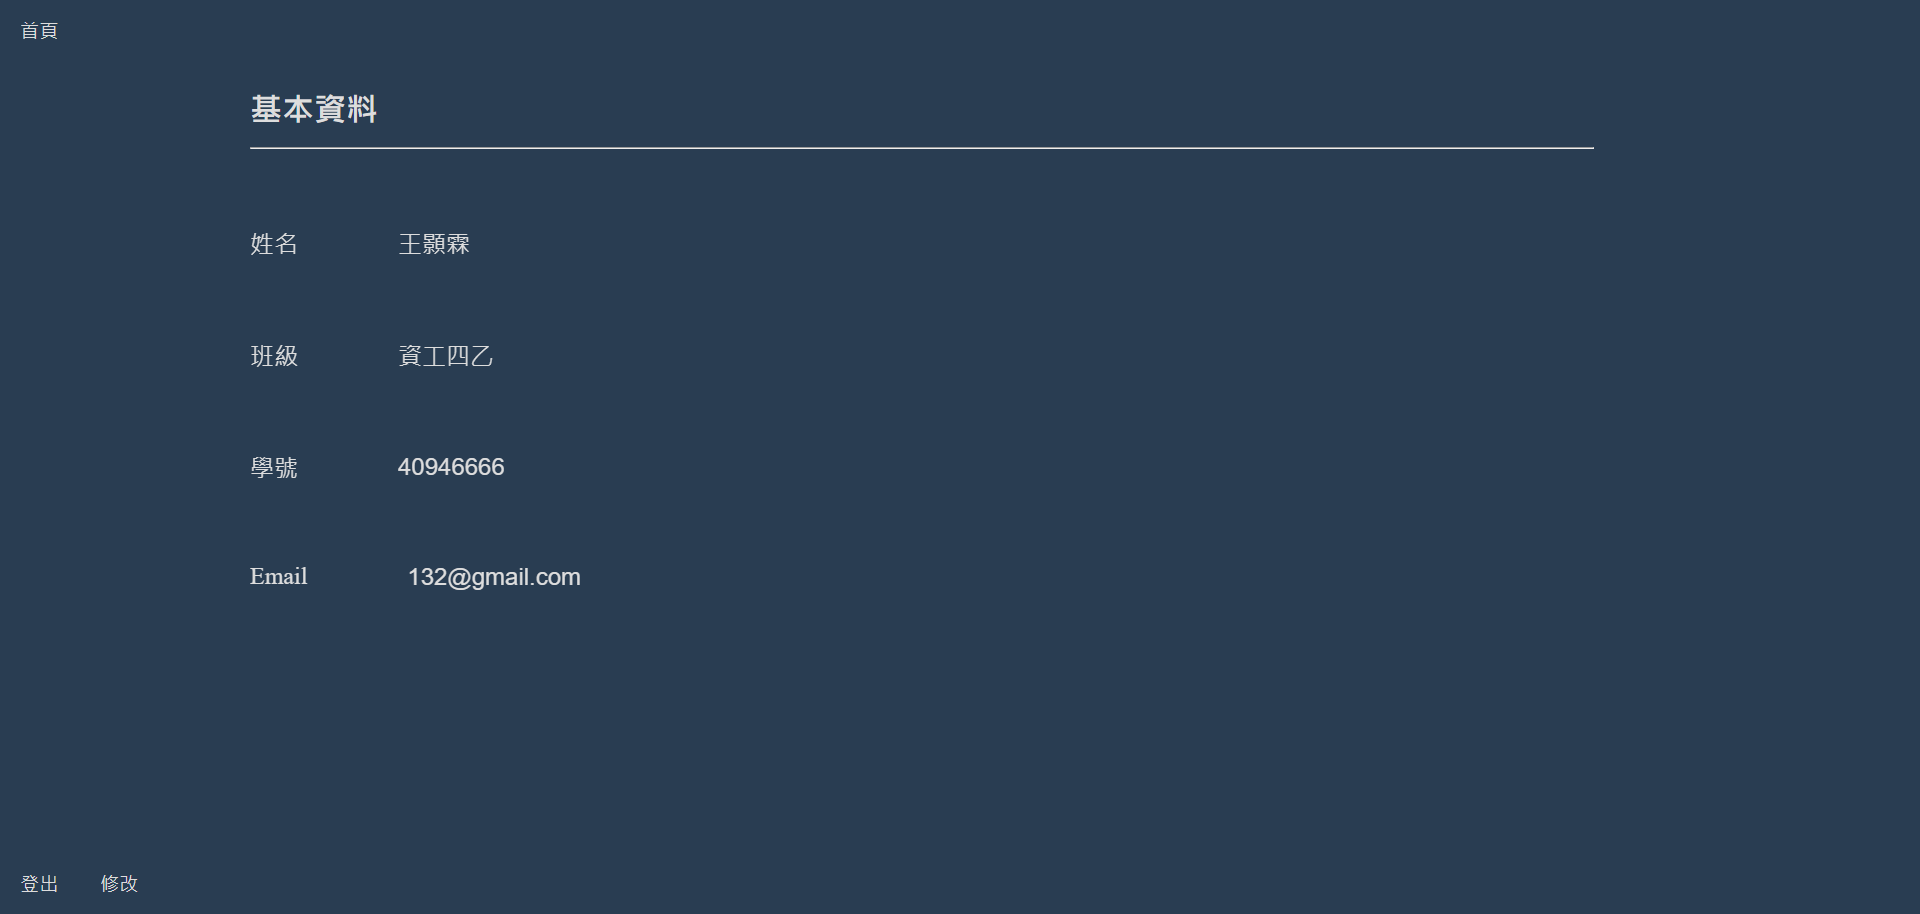 首頁
基本資料
姓名 王顥霖
班級 資工四乙
學號 40946666
Email 132@gmail.com
登出 修改